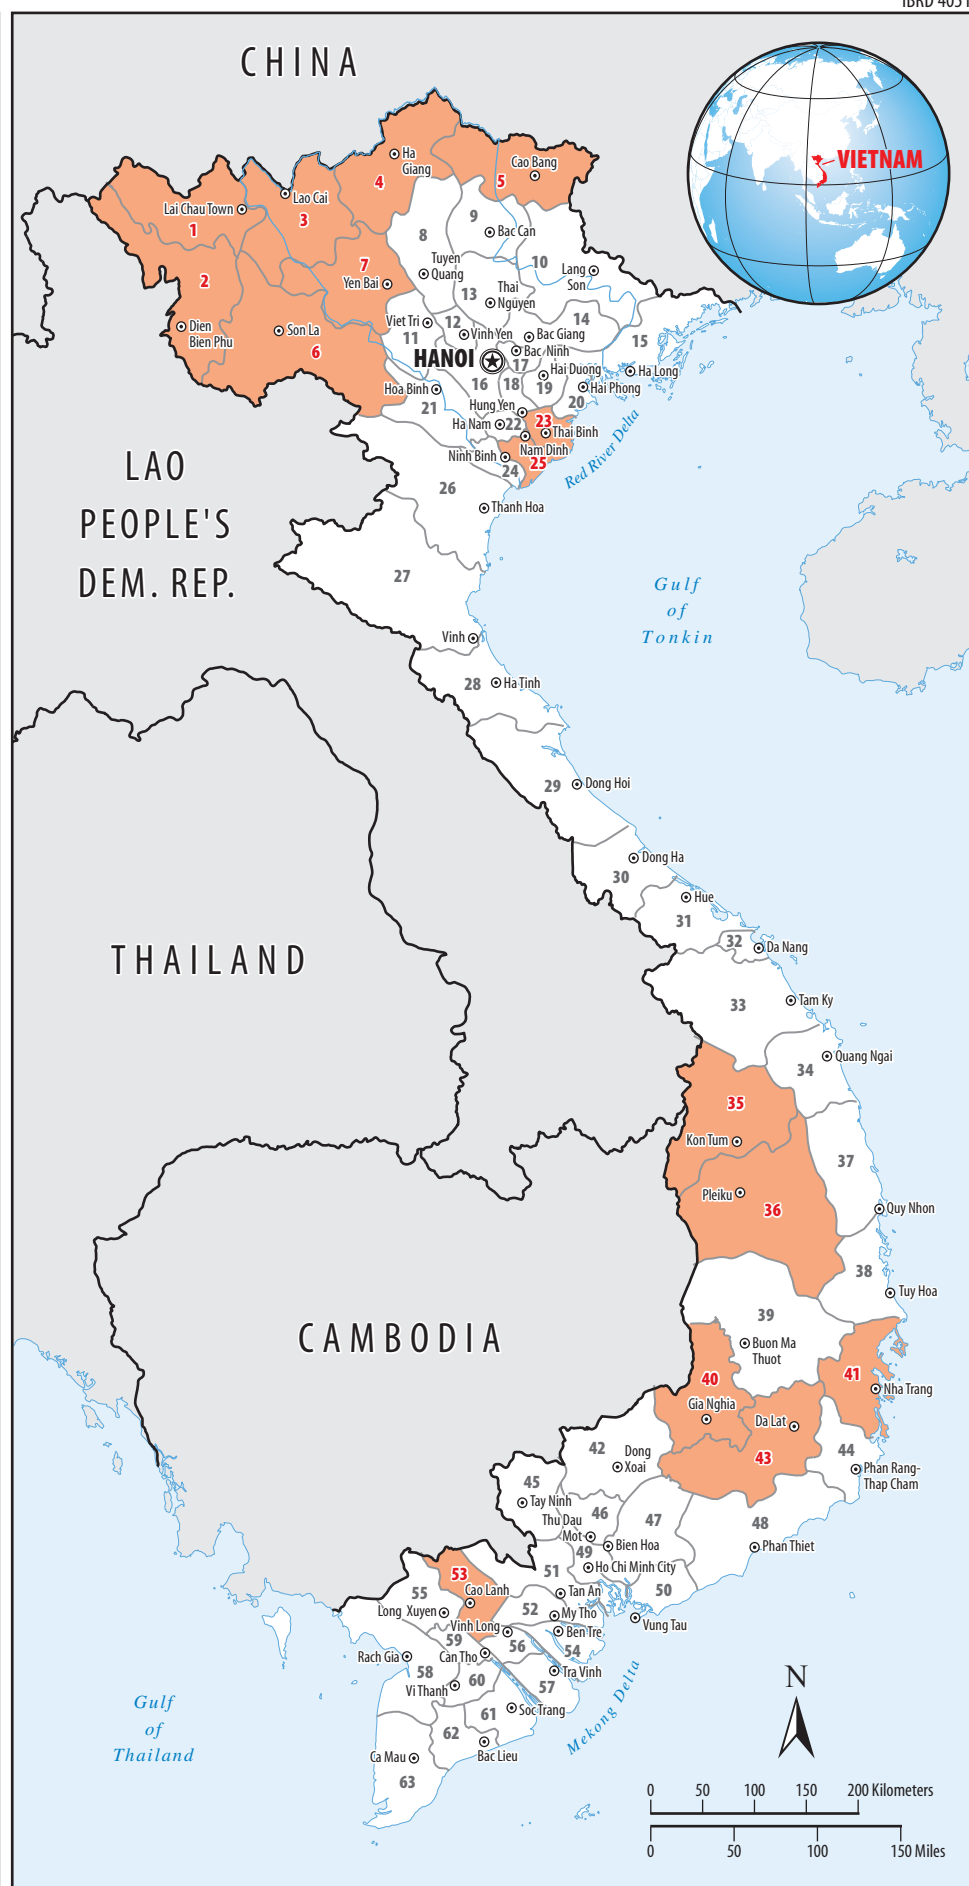 IBRD 4051
CHINA
VIETNAM
Ha
Giang
4
Cao Bang
5
Lao Cai
3
Lai Chau Town
1
9
Bac Can
8
7
Yen Bai
Tuyen
Quang
10
Lang
Son
2
13
Thai
Nguyen
14
15
Dien
Bien Phu
Son La
6
Viet Tri
11
12
Vinh Yen
Bac Giang
Bac Ninh
HANOI
17
Hai Duong
Ha Long
16
18
19
Hai Phong
20
Hoa Binh
21
Hung Yen
Ha Nam
22
23
Thai Binh
Nam Dinh
Ninh Binh
24
25
Red River Delta
LAO
PEOPLE'S
DEM. REP.
26
Thanh Hoa
27
Gulf
of
Tonkin
Vinh
28
Ha Tinh
29
Dong Hoi
30
Dong Ha
Hue
31
32
Da Nang
THAILAND
33
Tam Ky
34
Quang Ngai
35
Kon Tum
37
Pleiku
36
Quy Nhon
38
Tuy Hoa
39
CAMBODIA
Buon Ma
Thuot
40
41
Nha Trang
Gia Nghia
Da Lat
42
Dong
Xoai
43
44
Phan Rang-
Thap Cham
45
Tay Ninh
Thu Dau
Mot
46
47
48
Bien Hoa
Phan Thiet
49
Ho Chi Minh City
50
51
53
Cao Lanh
Tan An
55
52
My Tho
Long Xuyen
Vung Tau
Vinh Long
Ben Tre
59
56
54
Rach Gia
Can Tho
58
Tra Vinh
Vi Thanh
60
57
Mekong Delta
61
Soc Trang
62
Bac Lieu
Ca Mau
63
Gulf
of
Thailand
N
0 50 100 150 200 Kilometers
0 50 100 150 Miles